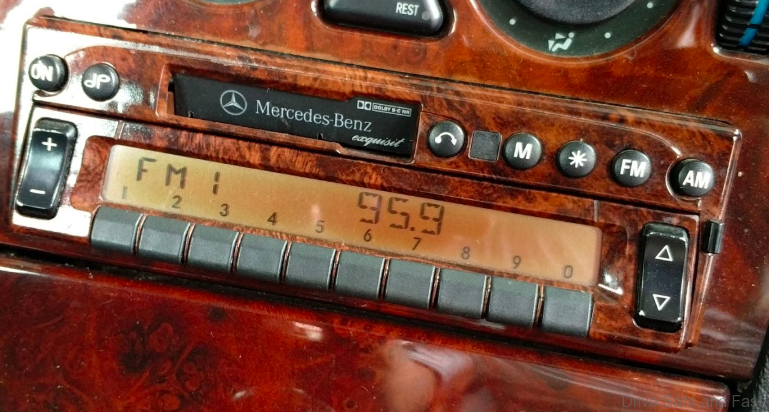 REST
ON
Mercedes-Benz
DOLBY B-C NR
exquisit
M
FM
AM
+
−
FM 1
95.9
1 2 3 4 5 6 7 8 9 0